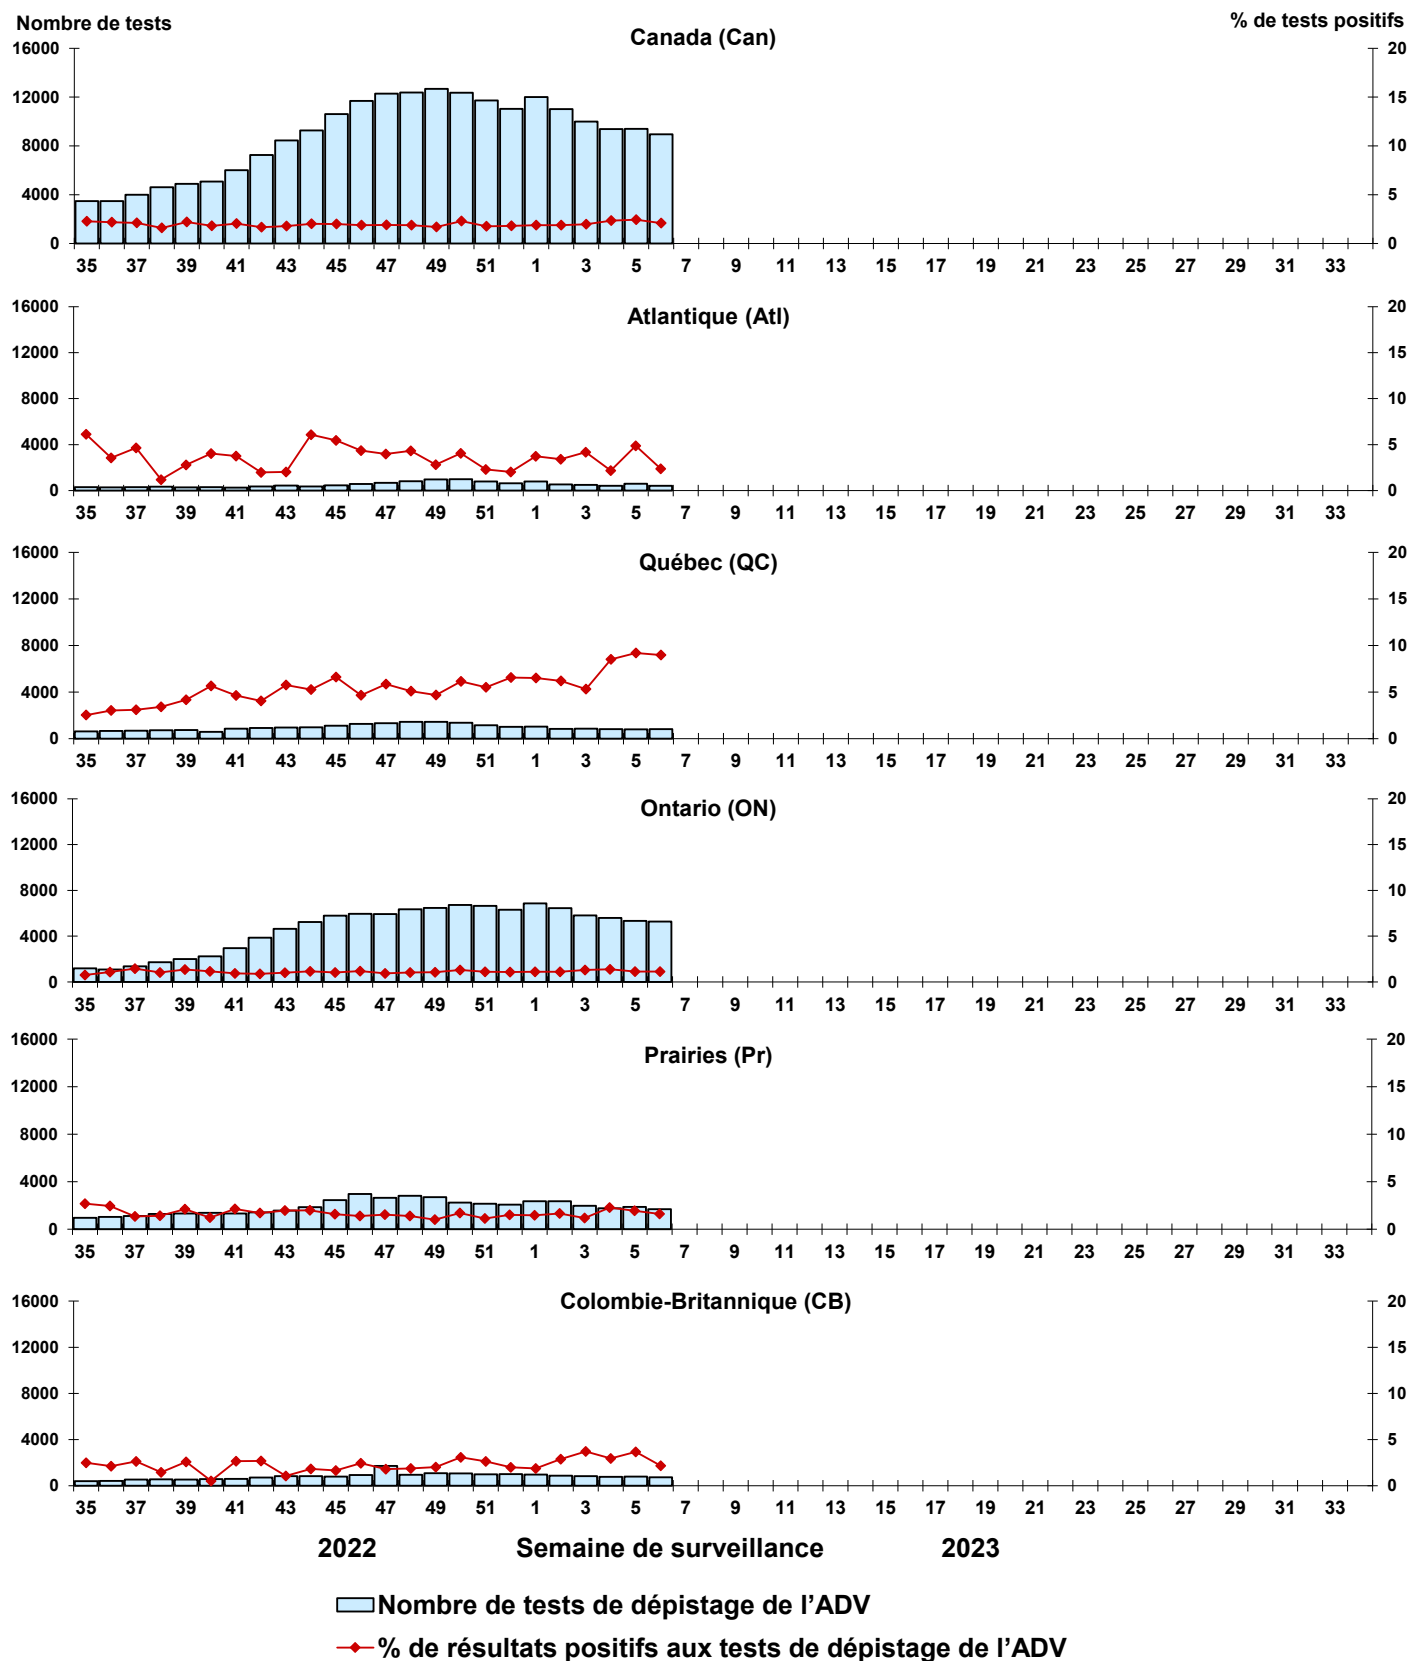 Nombre de tests
% de tests positifs
Canada (Can)
16000 20
12000 15
8000 10
4000 5
0 0
35 37 39 41 43 45 47 49 51 1 3 5 7 9 11 13 15 17 19 21 23 25 27 29 31 33
Atlantique (Atl)
16000 20
12000 15
8000 10
4000 5
0 0
35 37 39 41 43 45 47 49 51 1 3 5 7 9 11 13 15 17 19 21 23 25 27 29 31 33
Québec (QC)
16000 20
12000 15
8000 10
4000 5
0 0
35 37 39 41 43 45 47 49 51 1 3 5 7 9 11 13 15 17 19 21 23 25 27 29 31 33
Ontario (ON)
16000 20
12000 15
8000 10
4000 5
0 0
35 37 39 41 43 45 47 49 51 1 3 5 7 9 11 13 15 17 19 21 23 25 27 29 31 33
Prairies (Pr)
16000 20
12000 15
8000 10
4000 5
0 0
35 37 39 41 43 45 47 49 51 1 3 5 7 9 11 13 15 17 19 21 23 25 27 29 31 33
Colombie-Britannique (CB)
16000 20
12000 15
8000 10
4000 5
0 0
35 37 39 41 43 45 47 49 51 1 3 5 7 9 11 13 15 17 19 21 23 25 27 29 31 33
2022 Semaine de surveillance 2023
Nombre de tests de dépistage de l’ADV
% de résultats positifs aux tests de dépistage de l’ADV